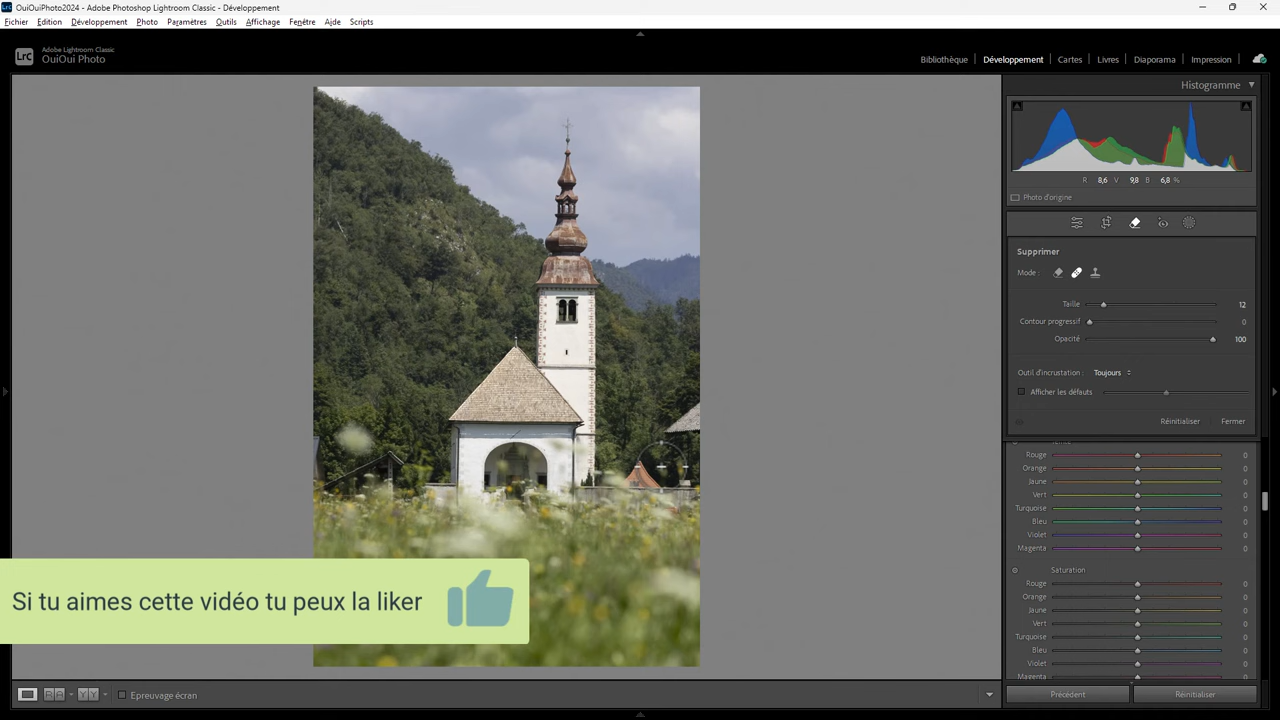 OuiOuiPhoto2024 - Adobe Photoshop Lightroom Classic - Développement
Fichier Edition Développement Photo Paramètres Outils Affichage Fenêtre Aide Scripts
Lrc
Adobe Lightroom Classic
OuiOui Photo
Bibliothèque | Développement | Cartes | Livres | Diaporama | Impression
Histogramme
R 8,6 V 9,8 B 6,8 %
Photo d'origine
Supprimer
Mode :
Taille 12
Contour progressif 0
Opacité 100
Outil d'incrustation : Toujours
Afficher les défauts
Réinitialiser Fermer
Teinte
Rouge 0
Orange 0
Jaune 0
Vert 0
Turquoise 0
Bleu 0
Violet 0
Magenta 0
Saturation
Rouge 0
Orange 0
Jaune 0
Vert 0
Turquoise 0
Bleu 0
Violet 0
Magenta 0
Si tu aimes cette vidéo tu peux la liker
R A Y Y Epreuvage écran
Précédent Réinitialiser